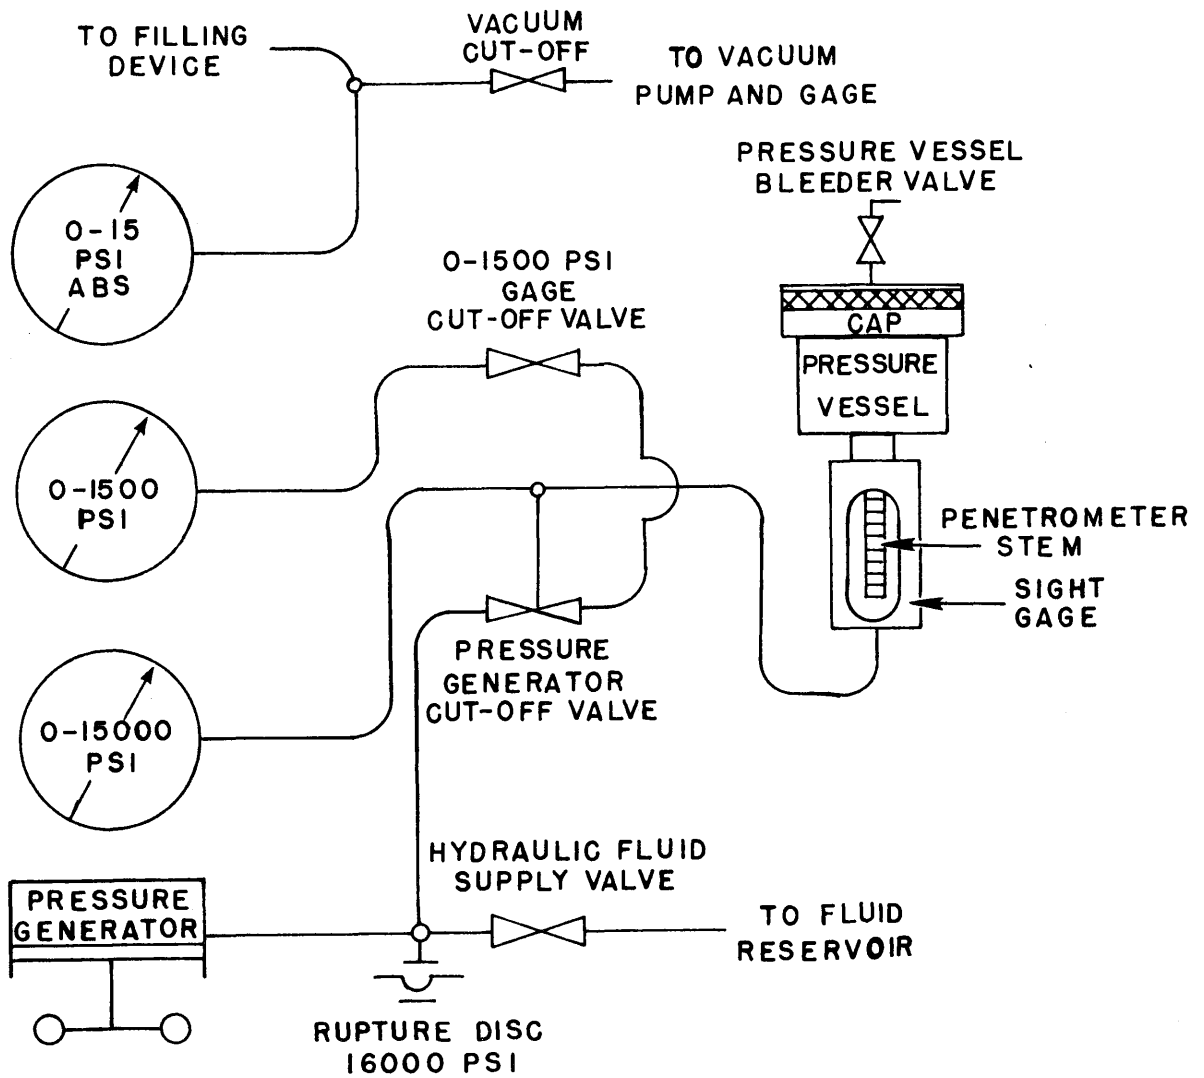 TO FILLING
DEVICE
VACUUM
CUT-OFF
TO VACUUM
PUMP AND GAGE
PRESSURE VESSEL
BLEEDER VALVE
0-15
PSI
ABS
0-1500 PSI
GAGE
CUT-OFF VALVE
CAP
PRESSURE
VESSEL
0-1500
PSI
PENETROMETER
STEM
SIGHT
GAGE
PRESSURE
GENERATOR
CUT-OFF VALVE
0-15000
PSI
HYDRAULIC FLUID
SUPPLY VALVE
PRESSURE
GENERATOR
TO FLUID
RESERVOIR
RUPTURE DISC
16000 PSI